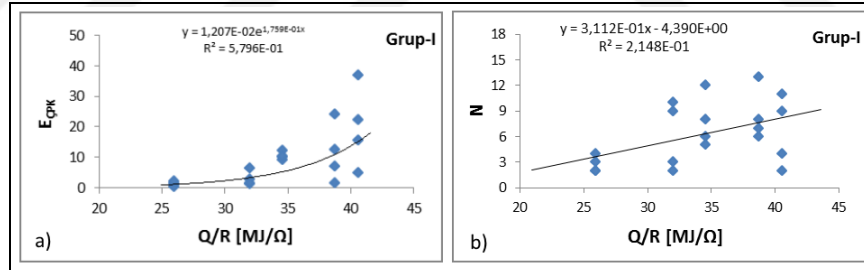 y = 1,207E-02e^1,759E-01x
R² = 5,796E-01
Grup-I
E_ÇPK
50
40
30
20
10
0
20 25 30 35 40 45
Q/R [MJ/Ω]
a)
y = 3,112E-01x - 4,390E+00
R² = 2,148E-01
Grup-I
N
18
15
12
9
6
3
0
20 25 30 35 40 45
Q/R [MJ/Ω]
b)